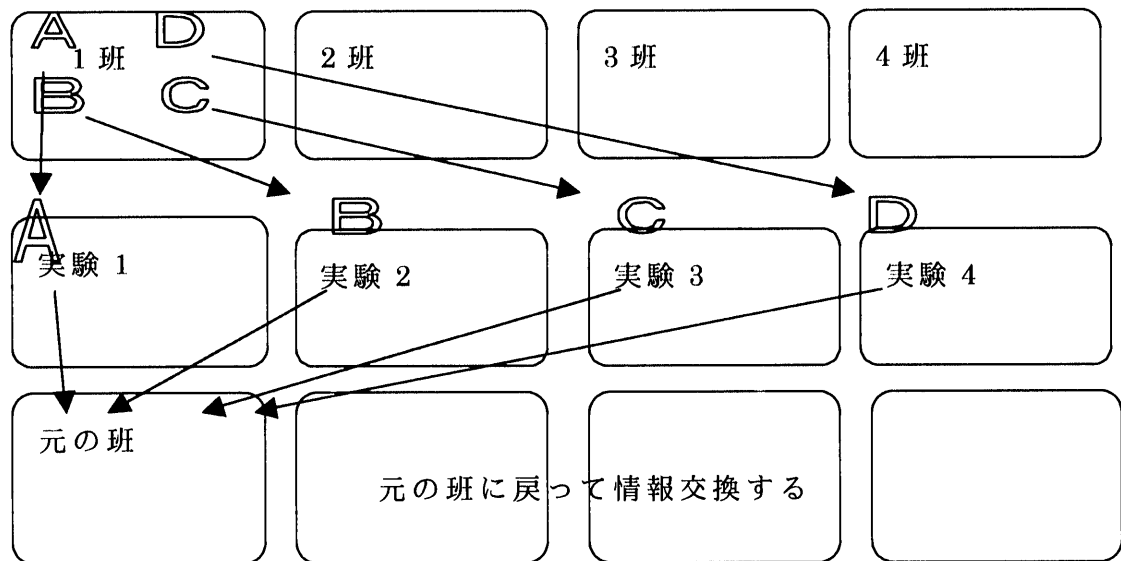 A D
1班 2班 3班 4班
B C
A B C D
実験1 実験2 実験3 実験4
元の班
元の班に戻って情報交換する